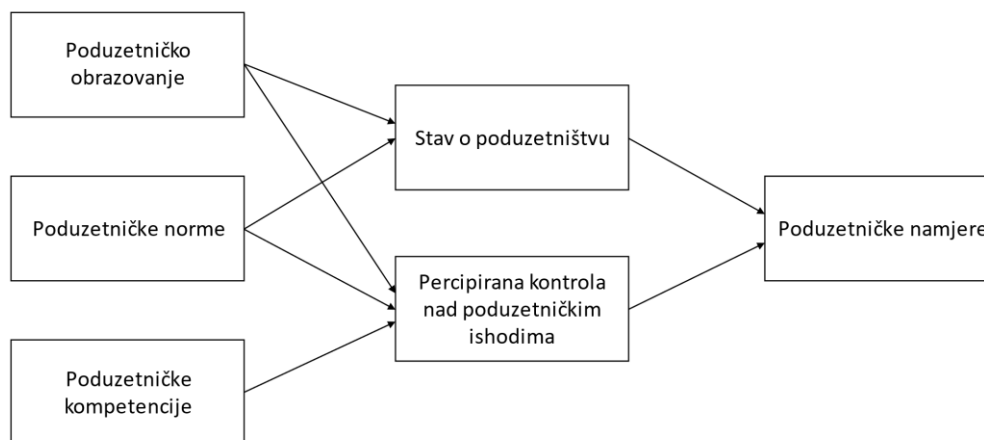 Poduzetničko
obrazovanje
Poduzetničke norme
Poduzetničke
kompetencije
Stav o poduzetništvu
Percipirana kontrola
nad poduzetničkim
ishodima
Poduzetničke namjere